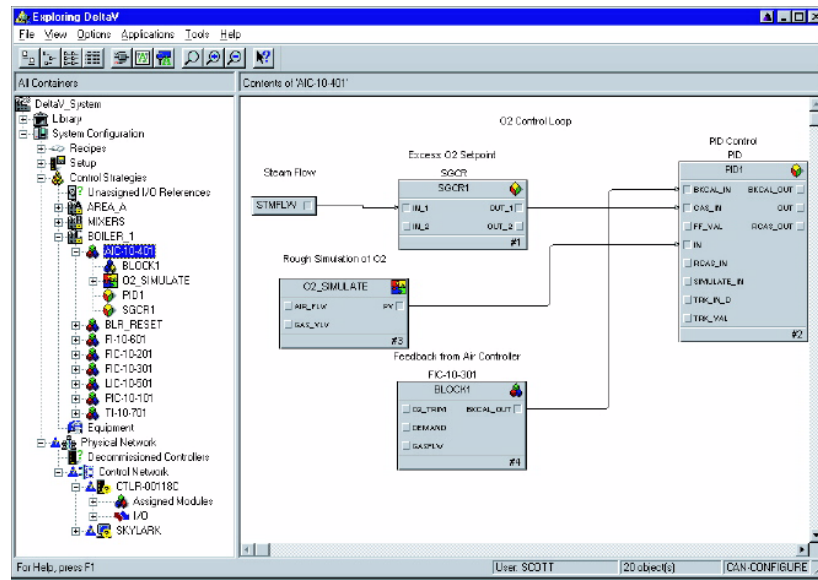 Exploring DeltaV
File View Options Applications Tools Help
All Containers
Contents of 'AIC-10-401'
DeltaV_System
Library
System Configuration
Recipes
Setup
Control Strategies
Unassigned I/O References
AREA_A
MIXERS
BOILER_1
AIC-10-401
BLOCK1
O2_SIMULATE
PID1
SGCR1
BLR_RESET
FI-10-601
FIC-10-201
FIC-10-301
LIC-10-501
PIC-10-101
TI-10-701
Equipment
Physical Network
Decommissioned Controllers
Control Network
CTLR-00118C
Assigned Modules
I/O
SKYLARK
O2 Control Loop
Steam Flow
STMFLW
Excess O2 Setpoint
SGCR
SGCR1
IN_1 OUT_1
IN_2 OUT_2
#1
PID Control
PID
PID1
BKCAL_IN BKCAL_OUT
CAS_IN OUT
FF_VAL RCAS_OUT
IN
RCAS_IN
SIMULATE_IN
TRK_IN_D
TRK_VAL
#2
Rough Simulation of O2
O2_SIMULATE
AIR_FLW PV
GAS_VLV
#3
Feedback from Air Controller
FIC-10-301
BLOCK1
O2_TRIM BKCAL_OUT
DEMAND
GASFLW
#4
For Help, press F1
User: SCOTT
20 object(s)
CAN-CONFIGURE